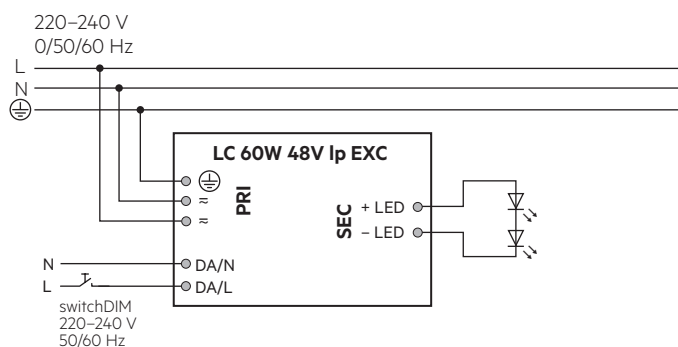 220–240 V
0/50/60 Hz
L
N
LC 60W 48V lp EXC
PRI
≂
≂
SEC
+ LED
– LED
N
DA/N
L
DA/L
switchDIM
220–240 V
50/60 Hz